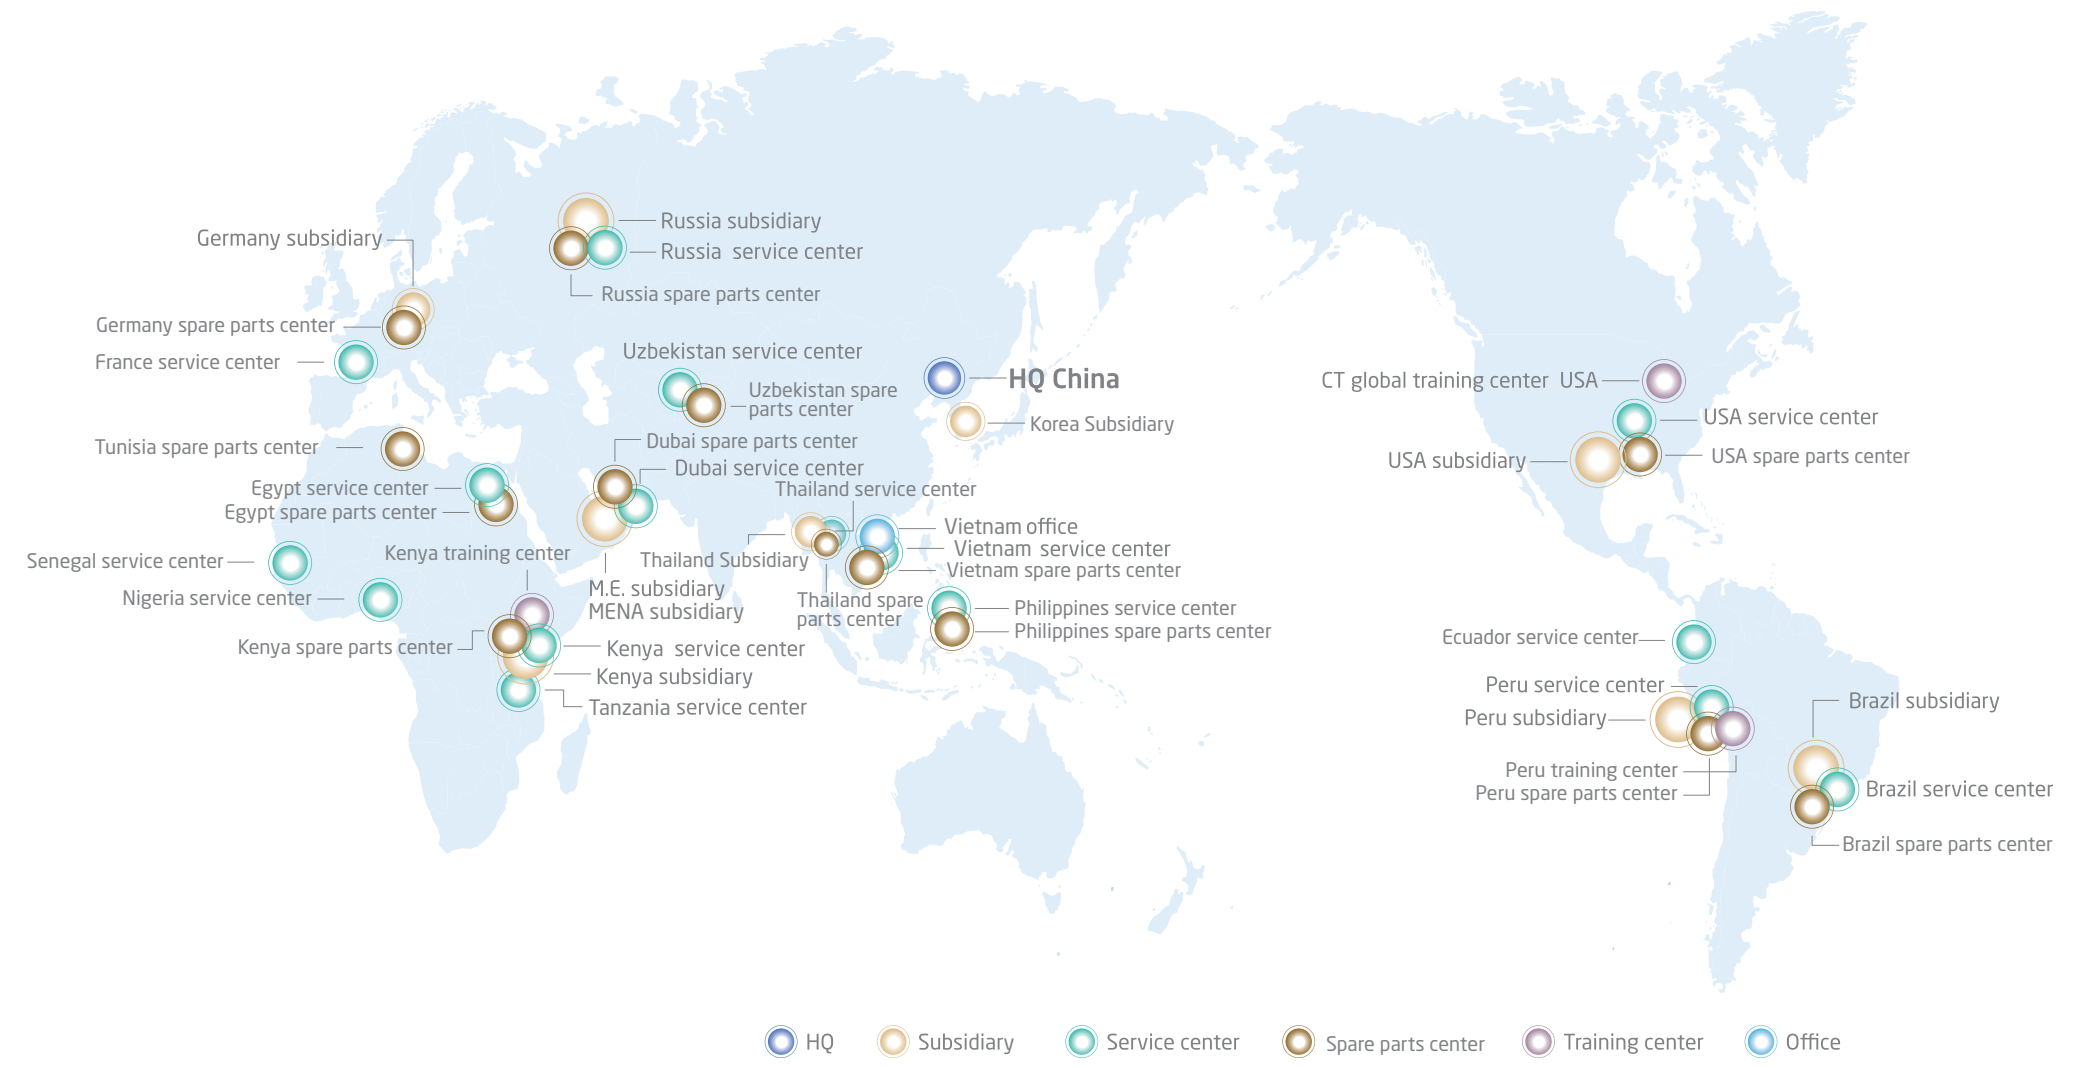 Russia subsidiary
Russia service center
Russia spare parts center
Germany subsidiary
Germany spare parts center
France service center
Uzbekistan service center
Uzbekistan spare
parts center
HQ China
Korea Subsidiary
Tunisia spare parts center
Dubai spare parts center
Dubai service center
Egypt service center
Egypt spare parts center
Thailand service center
Thailand Subsidiary
Thailand spare
parts center
Vietnam office
Vietnam service center
Vietnam spare parts center
Senegal service center
Nigeria service center
Kenya training center
M.E. subsidiary
MENA subsidiary
Philippines service center
Philippines spare parts center
Kenya spare parts center
Kenya service center
Kenya subsidiary
Tanzania service center
CT global training center USA
USA service center
USA subsidiary
USA spare parts center
Ecuador service center
Peru service center
Peru subsidiary
Peru training center
Peru spare parts center
Brazil subsidiary
Brazil service center
Brazil spare parts center
HQ
Subsidiary
Service center
Spare parts center
Training center
Office